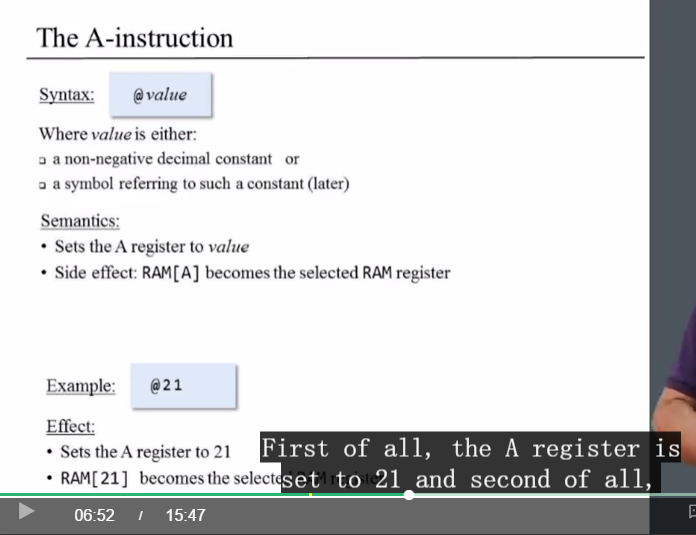 The A-instruction
Syntax: @value
Where value is either:
a non-negative decimal constant or
a symbol referring to such a constant (later)
Semantics:
• Sets the A register to value
• Side effect: RAM[A] becomes the selected RAM register
Example: @21
Effect:
• Sets the A register to 21
• RAM[21] becomes the selected RAM register
First of all, the A register is
set to 21 and second of all,
06:52 / 15:47